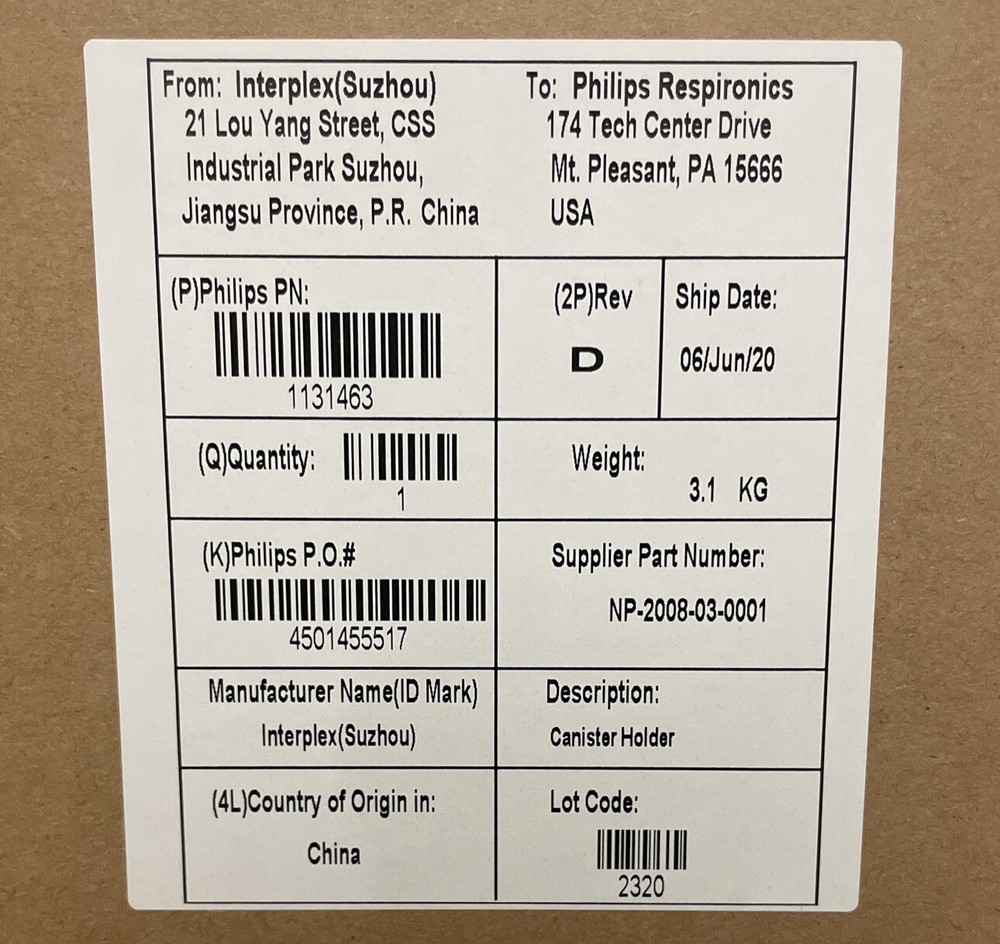 From: Interplex(Suzhou)
21 Lou Yang Street, CSS
Industrial Park Suzhou,
Jiangsu Province, P.R. China
To: Philips Respironics
174 Tech Center Drive
Mt. Pleasant, PA 15666
USA
(P)Philips PN:
1131463
(2P)Rev
D
Ship Date:
06/Jun/20
(Q)Quantity:
1
Weight:
3.1 KG
(K)Philips P.O.#
4501455517
Supplier Part Number:
NP-2008-03-0001
Manufacturer Name(ID Mark)
Interplex(Suzhou)
Description:
Canister Holder
(4L)Country of Origin in:
China
Lot Code:
2320